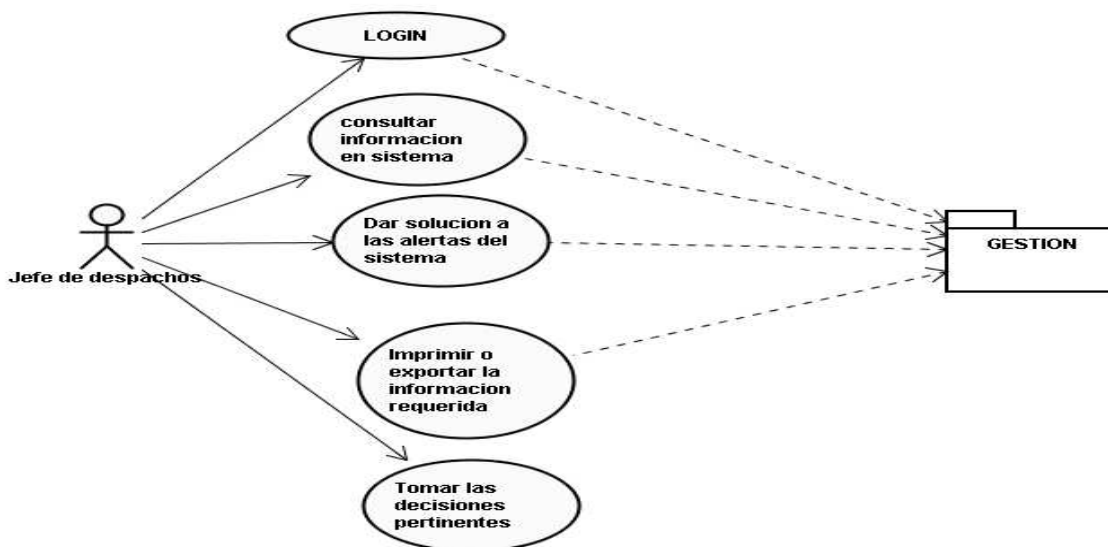 LOGIN
consultar
informacion
en sistema
Dar solucion a
las alertas del
sistema
GESTION
Jefe de despachos
Imprimir o
exportar la
informacion
requerida
Tomar las
decisiones
pertinentes